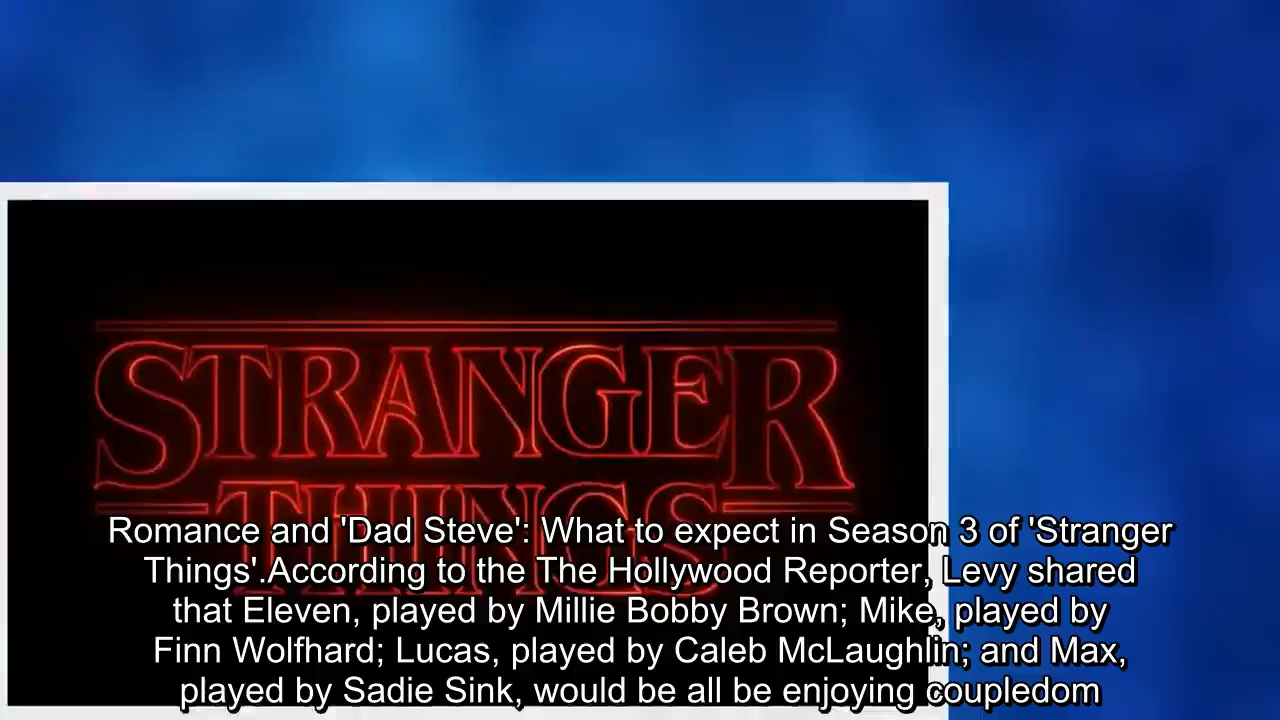 STRANGER
THINGS
Romance and 'Dad Steve': What to expect in Season 3 of 'Stranger
Things'.According to the The Hollywood Reporter, Levy shared
that Eleven, played by Millie Bobby Brown; Mike, played by
Finn Wolfhard; Lucas, played by Caleb McLaughlin; and Max,
played by Sadie Sink, would be all be enjoying coupledom